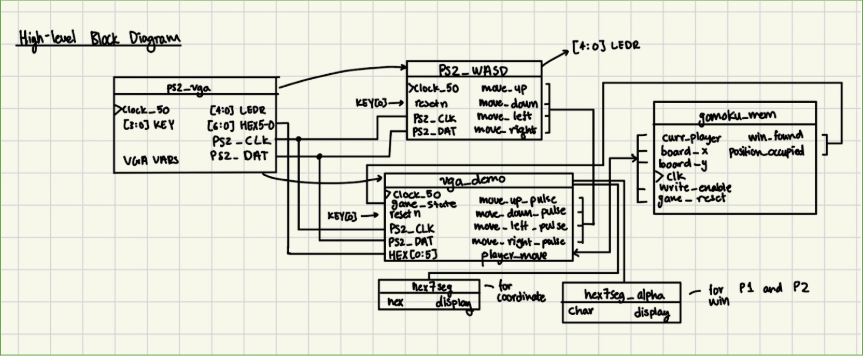 High-level Block Diagram
[4:0] LEDR
PS2_WASD
Clock_50 move_up
KEY[0] resetn move_down
PS2_CLK move_left
PS2_DAT move_right
ps2_vga
Clock_50 [4:0] LEDR
[3:0] KEY [6:0] HEX5-0
PS2_CLK
VGA VARS PS2_DAT
gomoku_mem
curr_player win_found
board_x position_occupied
board_y
clk
write_enable
game_reset
vga_demo
Clock_50 move_up_pulse
game_state
KEY[0] resetn move_down_pulse
PS2_CLK move_left_pulse
PS2_DAT move_right_pulse
HEX[0:5] player_move
hex7seg
hex display
for coordinate
hex7seg_alpha
char display
for P1 and P2
win